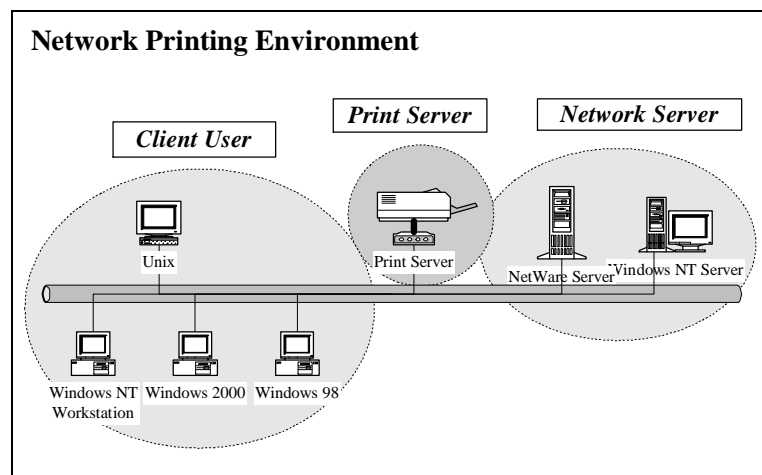 Network Printing Environment
Client User
Print Server
Network Server
Unix
Print Server
NetWare Server
Windows NT Server
Windows NT
Workstation
Windows 2000
Windows 98